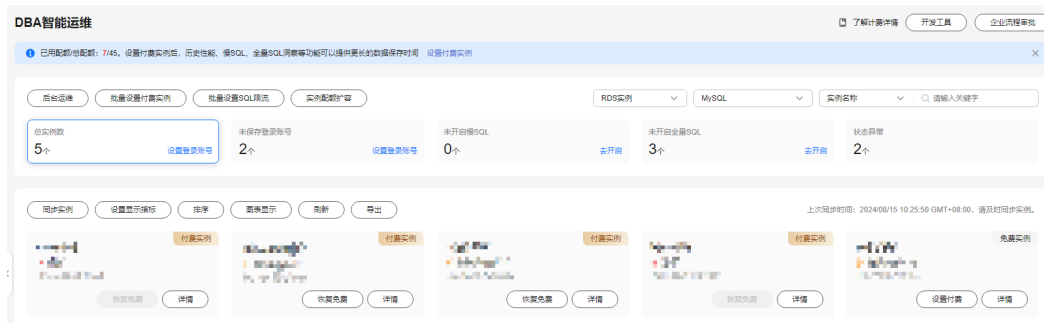 DBA智能运维
了解计费详情 开发工具 企业流程审批
已用配额/总配额：7/45。设置付费实例后，历史性能、慢SQL、全量SQL洞察等功能可以提供更长的数据保存时间 设置付费实例
后台运维 批量设置付费实例 批量设置SQL限流 实例配额扩容 RDS实例 MySQL 实例名称 请输入关键字
总实例数 未保存登录账号 未开启慢SQL 未开启全量SQL 状态异常
5个 设置登录账号 2个 设置登录账号 0个 去开启 3个 去开启 2个
同步实例 设置显示指标 排序 图表显示 刷新 导出 上次同步时间：2024/08/15 10:25:50 GMT+08:00，请及时同步实例。
付费实例 付费实例 付费实例 付费实例 免费实例
恢复免费 详情 恢复免费 详情 恢复免费 详情 恢复免费 详情 设置付费 详情